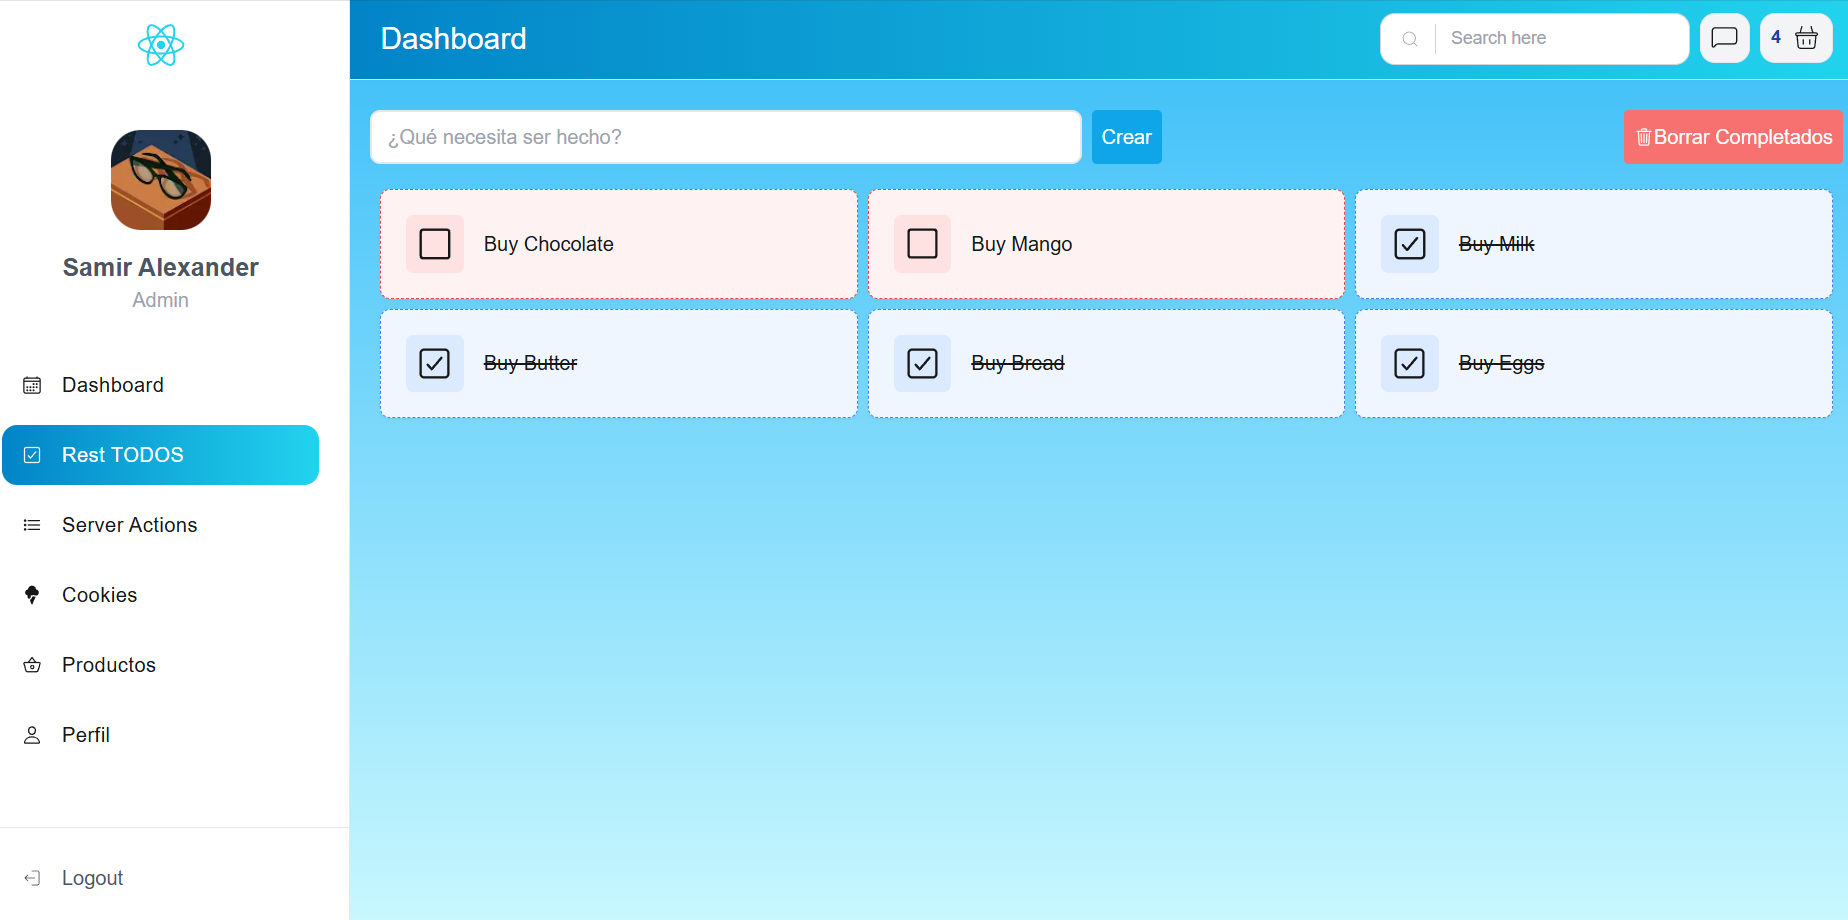 Samir Alexander
Admin
Dashboard
Rest TODOS
Server Actions
Cookies
Productos
Perfil
Logout
Dashboard
Search here
4
¿Qué necesita ser hecho?
Crear
Borrar Completados
Buy Chocolate
Buy Mango
Buy Milk
Buy Butter
Buy Bread
Buy Eggs